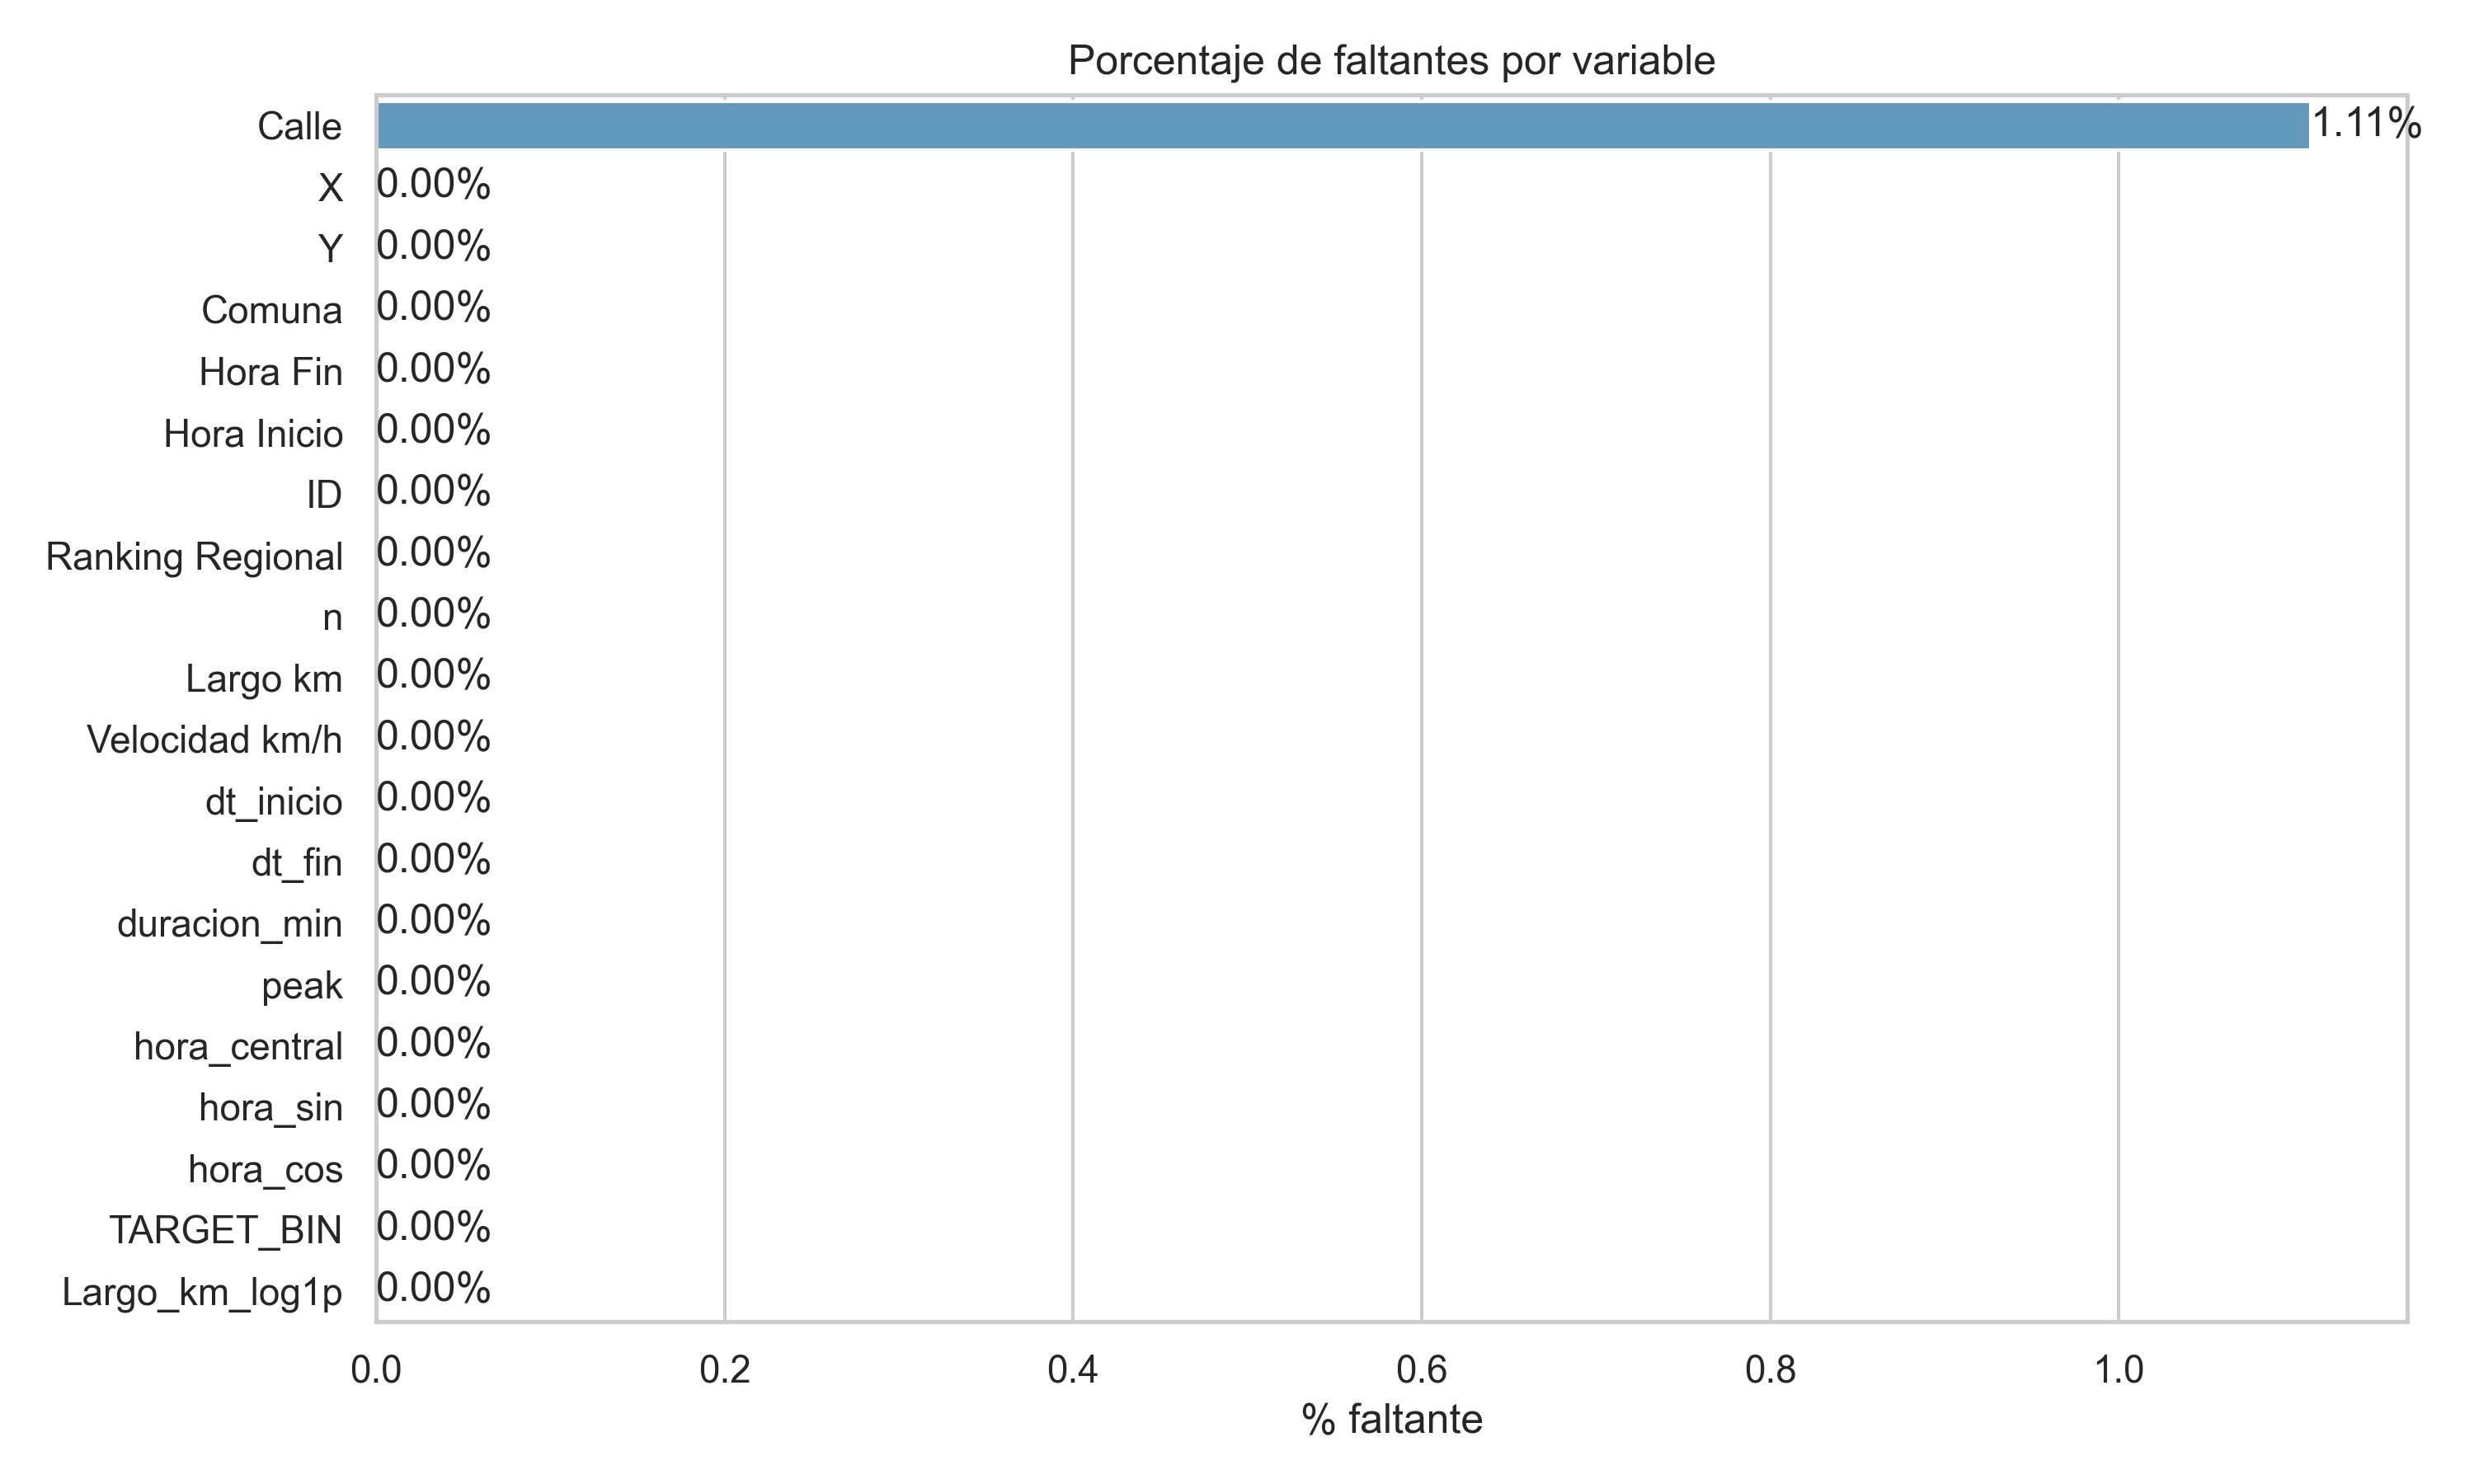 Porcentaje de faltantes por variable
Calle 1.11%
X 0.00%
Y 0.00%
Comuna 0.00%
Hora Fin 0.00%
Hora Inicio 0.00%
ID 0.00%
Ranking Regional 0.00%
n 0.00%
Largo km 0.00%
Velocidad km/h 0.00%
dt_inicio 0.00%
dt_fin 0.00%
duracion_min 0.00%
peak 0.00%
hora_central 0.00%
hora_sin 0.00%
hora_cos 0.00%
TARGET_BIN 0.00%
Largo_km_log1p 0.00%
0.0 0.2 0.4 0.6 0.8 1.0
% faltante